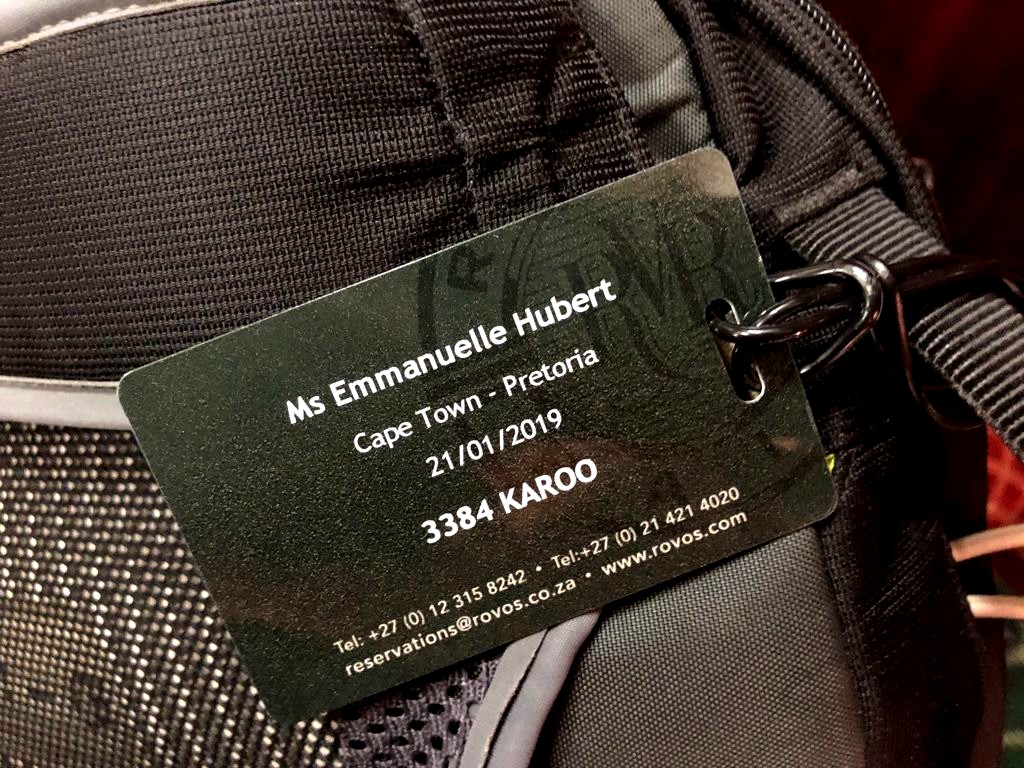 Ms Emmanuelle Hubert
Cape Town - Pretoria
21/01/2019
3384 KAROO
Tel: +27 (0) 12 315 8242 • Tel:+27 (0) 21 421 4020
reservations@rovos.co.za • www.rovos.com